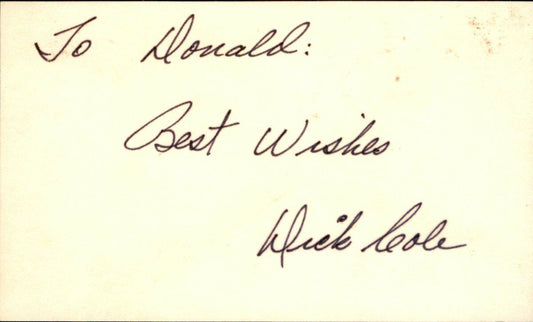 To Donald:
Best Wishes
Dick Cole